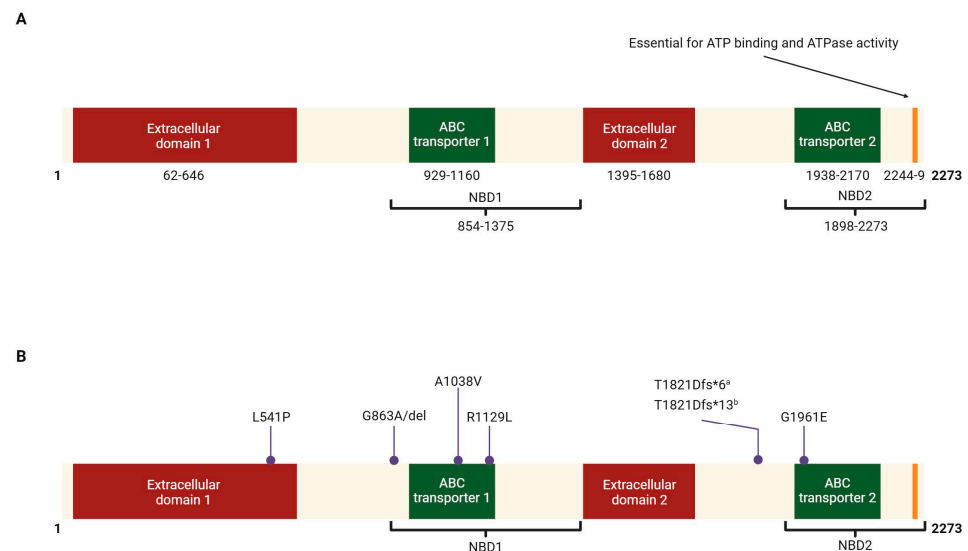 A
Essential for ATP binding and ATPase activity
Extracellular
domain 1
ABC
transporter 1
Extracellular
domain 2
ABC
transporter 2
1
62-646
929-1160
1395-1680
1938-2170
2244-9
2273
NBD1
NBD2
854-1375
1898-2273
B
A1038V
T1821Dfs*6ᵃ
T1821Dfs*13ᵇ
L541P
G863A/del
R1129L
G1961E
Extracellular
domain 1
ABC
transporter 1
Extracellular
domain 2
ABC
transporter 2
1
2273
NBD1
NBD2